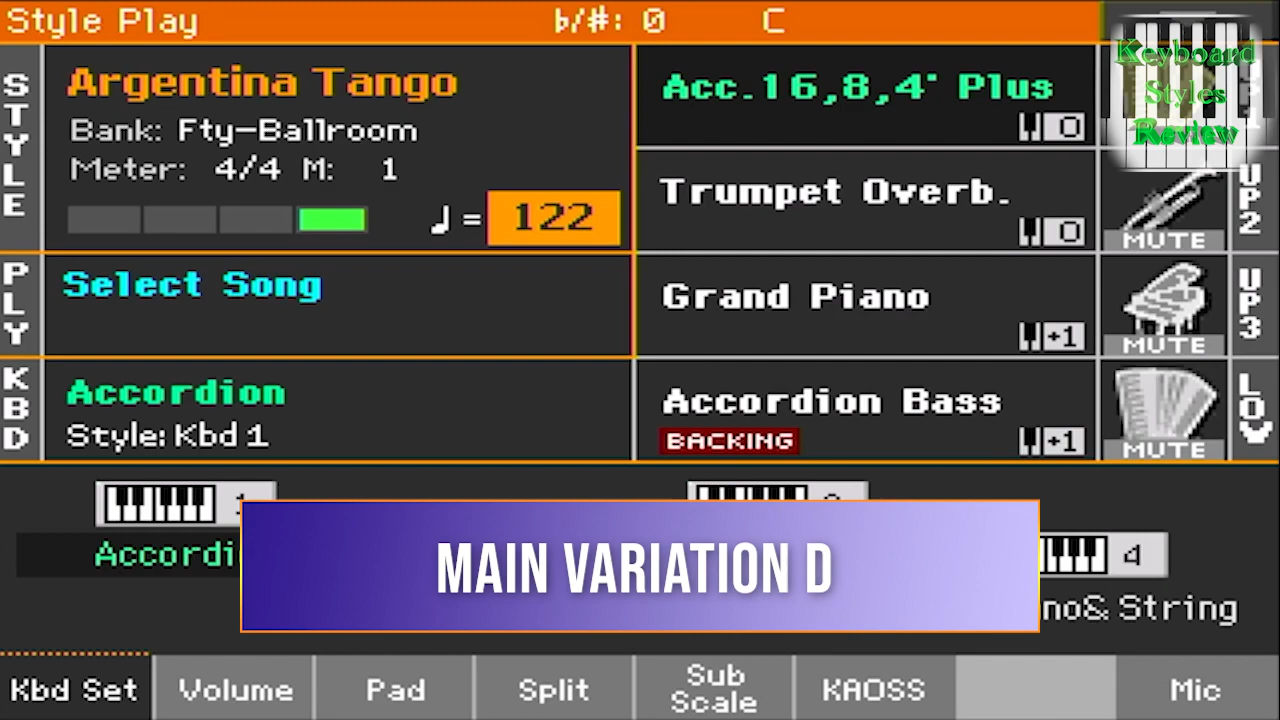 Style Play
♭/#: 0
C
Keyboard
Styles
Review
STYLE
Argentina Tango
Bank: Fty-Ballroom
Meter: 4/4 M: 1
♩ = 122
Acc.16,8,4' Plus
0
Trumpet Overb.
0
MUTE
UP2
PLY
Select Song
Grand Piano
+1
MUTE
UP3
KBD
Accordion
Style: Kbd 1
Accordion Bass
BACKING
+1
MUTE
LOW
Accordi
MAIN VARIATION D
4
no& String
Kbd Set
Volume
Pad
Split
Sub
Scale
KAOSS
Mic